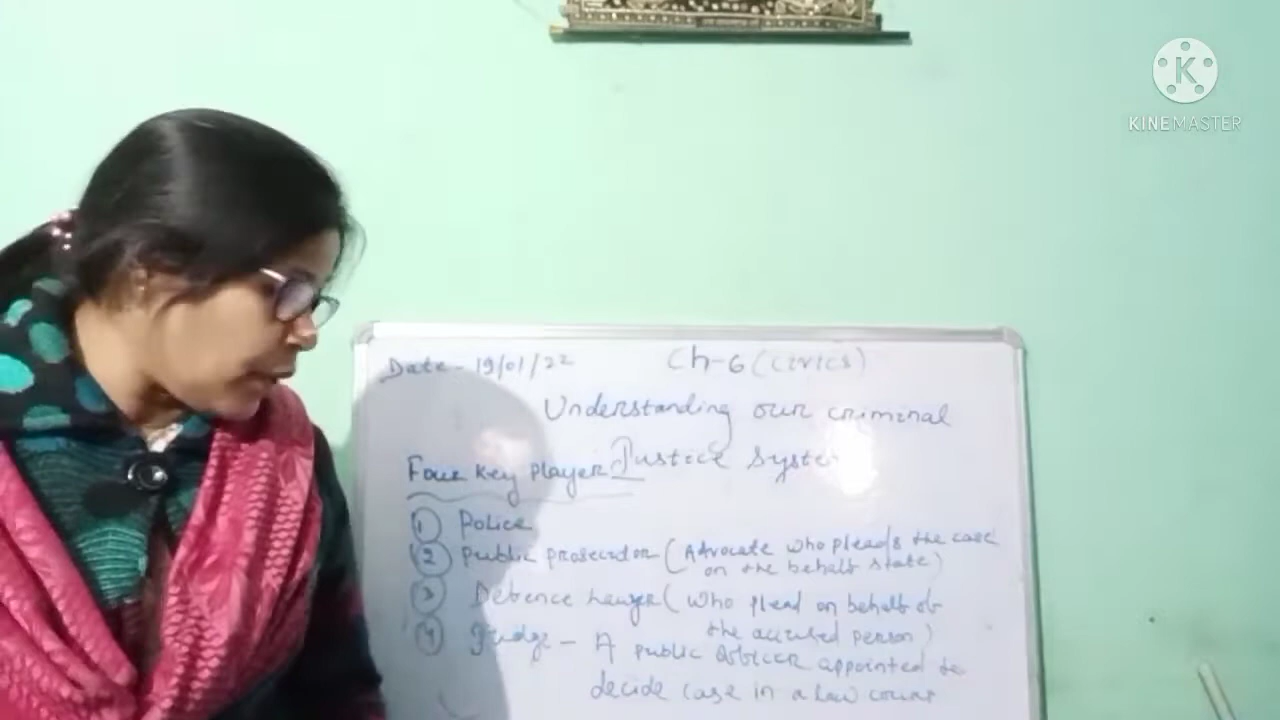 K
KINEMASTER
Date - 19/01/22 Ch-6 (civics)
Understanding our criminal
Justice System
Four key player
1 Police
2 Public prosecutor (Advocate who pleads the case
on the behalf state)
3 Defence Lawyer (who plead on behalf of
the accused person)
4 Judge - A public officer appointed to
decide case in a law court